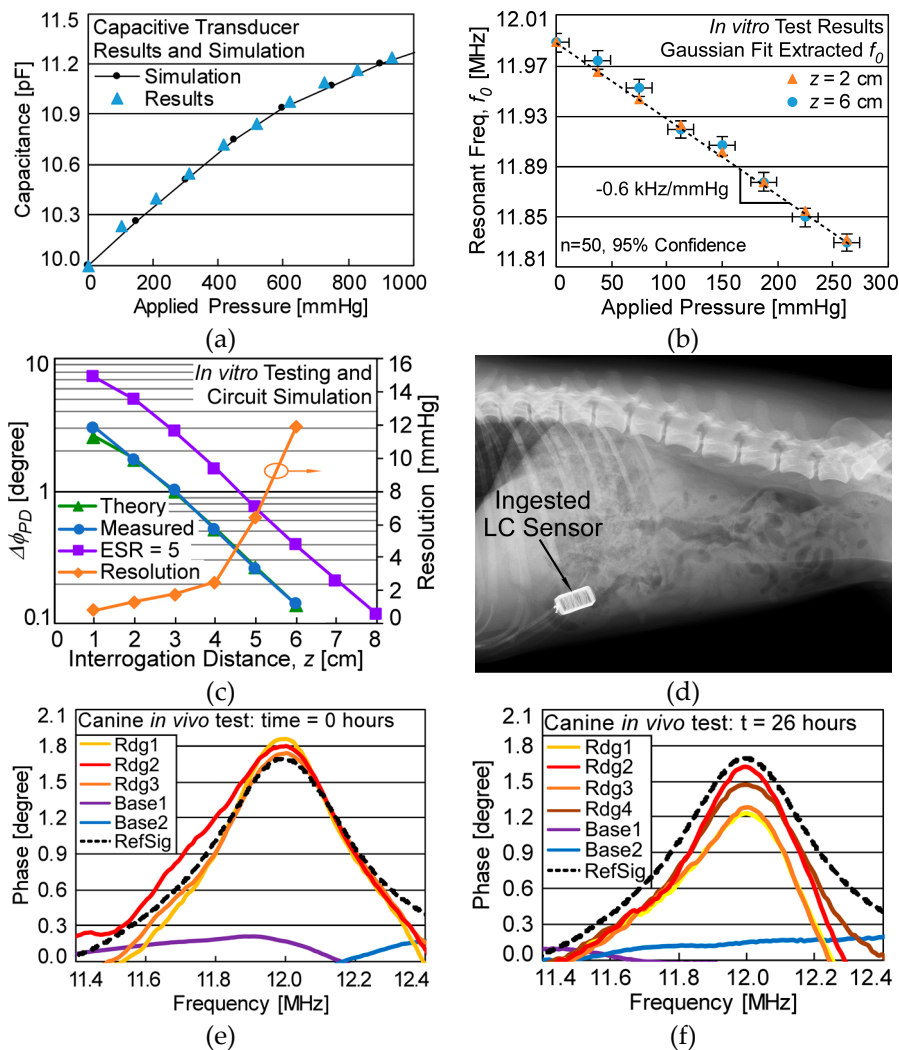 Capacitive Transducer
Results and Simulation
Simulation
Results
Capacitance [pF]
11.5
11.2
10.9
10.6
10.3
10.0
0 200 400 600 800 1000
Applied Pressure [mmHg]
(a)
In vitro Test Results
Gaussian Fit Extracted f0
z = 2 cm
z = 6 cm
Resonant Freq, f0 [MHz]
12.01
11.97
11.93
11.89
11.85
11.81
-0.6 kHz/mmHg
n=50, 95% Confidence
0 50 100 150 200 250 300
Applied Pressure [mmHg]
(b)
In vitro Testing and
Circuit Simulation
ΔϕPD [degree]
10
1
0.1
Theory
Measured
ESR = 5
Resolution
Resolution [mmHg]
16
14
12
10
8
6
4
2
0
0 1 2 3 4 5 6 7 8
Interrogation Distance, z [cm]
(c)
Ingested
LC Sensor
(d)
Canine in vivo test: time = 0 hours
Rdg1
Rdg2
Rdg3
Base1
Base2
RefSig
Phase [degree]
2.1
1.8
1.5
1.2
0.9
0.6
0.3
0.0
11.4 11.6 11.8 12.0 12.2 12.4
Frequency [MHz]
(e)
Canine in vivo test: t = 26 hours
Rdg1
Rdg2
Rdg3
Rdg4
Base1
Base2
RefSig
Phase [degree]
2.1
1.8
1.5
1.2
0.9
0.6
0.3
0.0
11.4 11.6 11.8 12.0 12.2 12.4
Frequency [MHz]
(f)